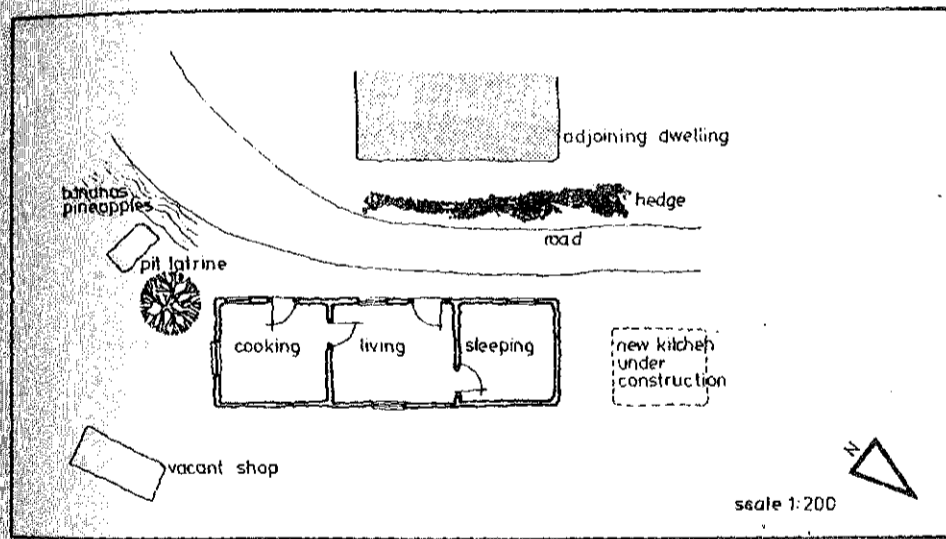 adjoining dwelling
hedge
road
bananas
pineapples
pit latrine
cooking
living
sleeping
new kitchen
under
construction
vacant shop
N
scale 1:200